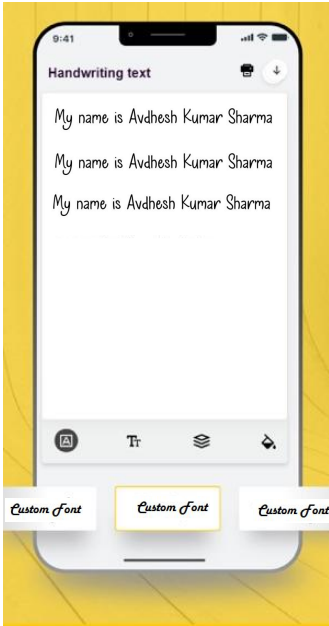 9:41
Handwriting text
My name is Avdhesh Kumar Sharma
My name is Avdhesh Kumar Sharma
My name is Avdhesh Kumar Sharma
A
TT
Custom Font Custom Font Custom Font